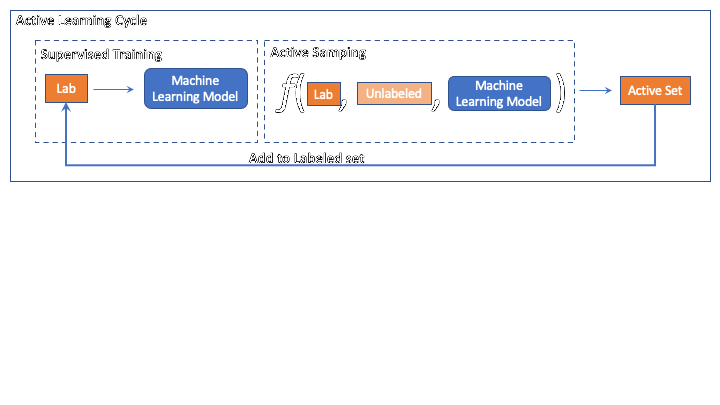 Active Learning Cycle
Supervised Training
Active Samping
Lab
Machine
Learning Model
f( Lab, Unlabeled, Machine
Learning Model )
Active Set
Add to Labeled set